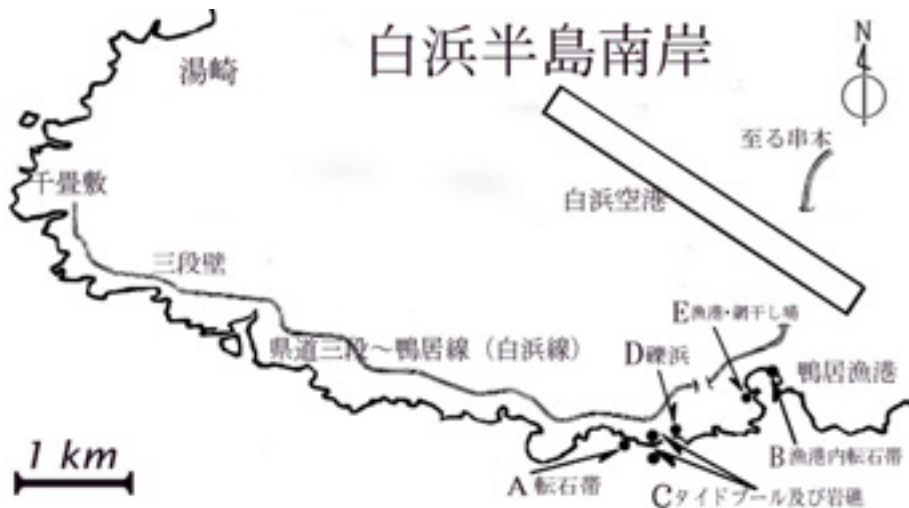 白浜半島南岸
湯崎
N
至る串本
千畳敷
白浜空港
三段壁
E漁港・網干し場
県道三段～鴨居線（白浜線）
D礫浜
鴨居漁港
1 km
A 転石帯
B漁港内転石帯
Cタイドプール及び岩礁